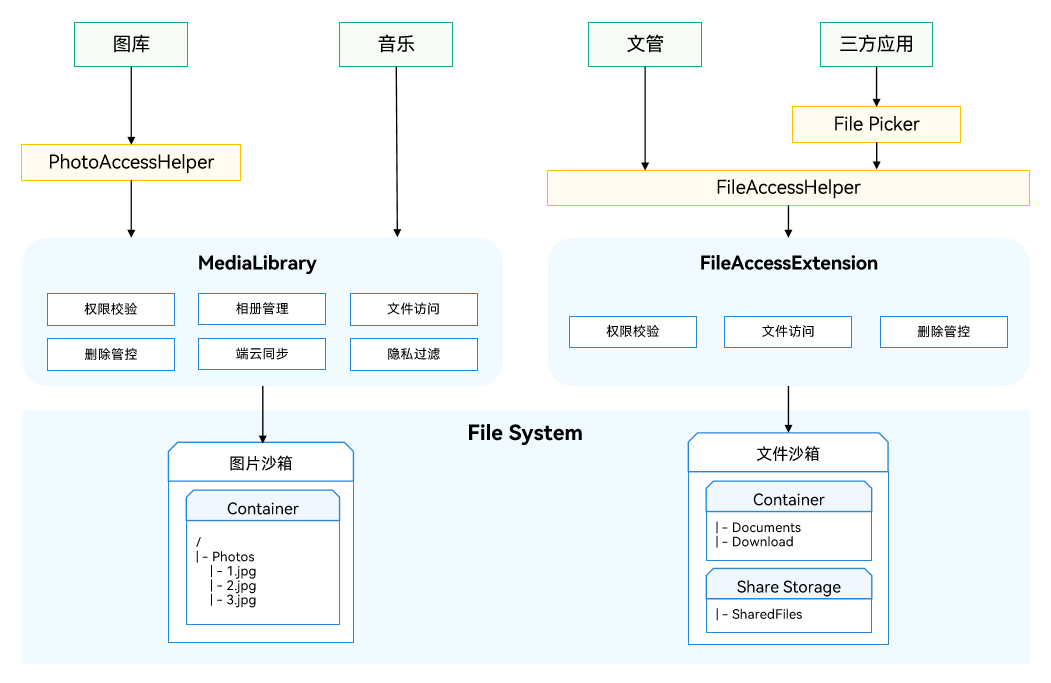 图库
音乐
文管
三方应用
File Picker
PhotoAccessHelper
FileAccessHelper
MediaLibrary
权限校验
相册管理
文件访问
删除管控
端云同步
隐私过滤
FileAccessExtension
权限校验
文件访问
删除管控
File System
图片沙箱
Container
/
|- Photos
|- 1.jpg
|- 2.jpg
|- 3.jpg
文件沙箱
Container
|- Documents
|- Download
Share Storage
|- SharedFiles